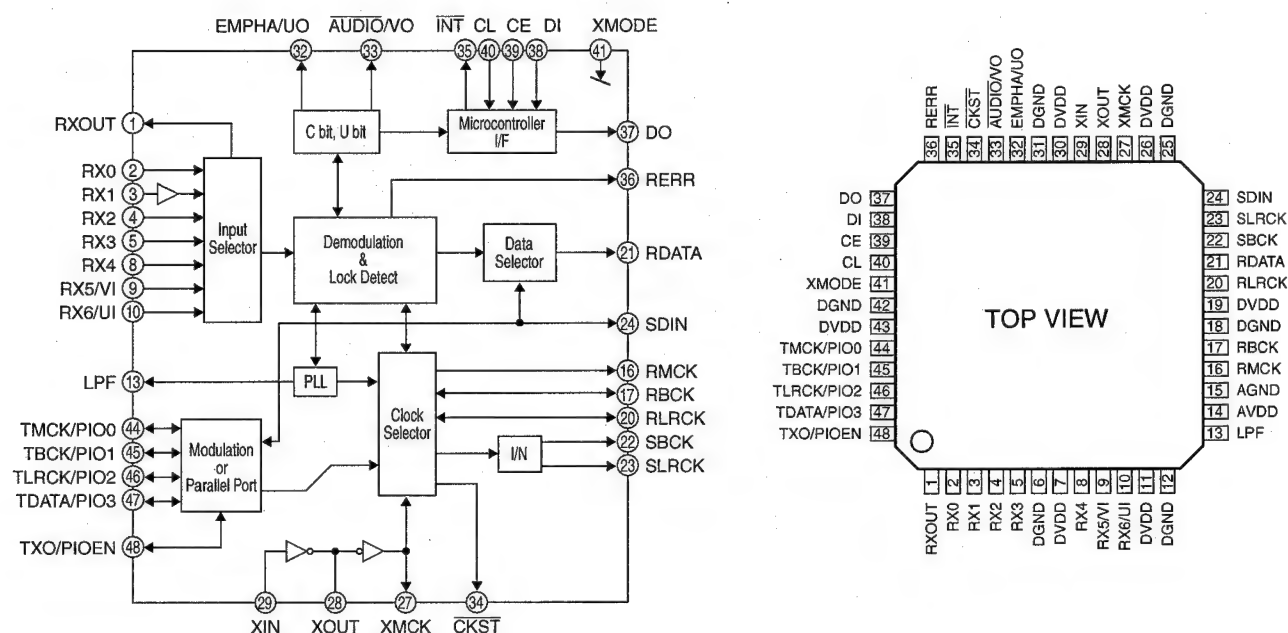 EMPHA/UO A̅U̅D̅I̅O̅/VO I̅N̅T̅ CL CE DI XMODE
32 33 35 40 39 38 41
RXOUT 1
RX0 2
RX1 3
RX2 4
RX3 5
RX4 8
RX5/VI 9
RX6/UI 10
Input
Selector
C bit, U bit
Microcontroller
I/F
37 DO
36 RERR
Demodulation
&
Lock Detect
Data
Selector
21 RDATA
24 SDIN
LPF 13
PLL
Clock
Selector
16 RMCK
17 RBCK
20 RLRCK
I/N
22 SBCK
23 SLRCK
TMCK/PIO0 44
TBCK/PIO1 45
TLRCK/PIO2 46
TDATA/PIO3 47
Modulation
or
Parallel Port
TXO/PIOEN 48
29 28 27 34
XIN XOUT XMCK C̅K̅S̅T̅
RERR I̅N̅T̅ C̅K̅S̅T̅ A̅U̅D̅I̅O̅/VO EMPHA/UO DGND DVDD XIN XOUT XMCK DVDD DGND
36 35 34 33 32 31 30 29 28 27 26 25
DO 37
DI 38
CE 39
CL 40
XMODE 41
DGND 42
DVDD 43
TMCK/PIO0 44
TBCK/PIO1 45
TLRCK/PIO2 46
TDATA/PIO3 47
TXO/PIOEN 48
TOP VIEW
24 SDIN
23 SLRCK
22 SBCK
21 RDATA
20 RLRCK
19 DVDD
18 DGND
17 RBCK
16 RMCK
15 AGND
14 AVDD
13 LPF
1 2 3 4 5 6 7 8 9 10 11 12
RXOUT RX0 RX1 RX2 RX3 DGND DVDD RX4 RX5/VI RX6/UI DVDD DGND